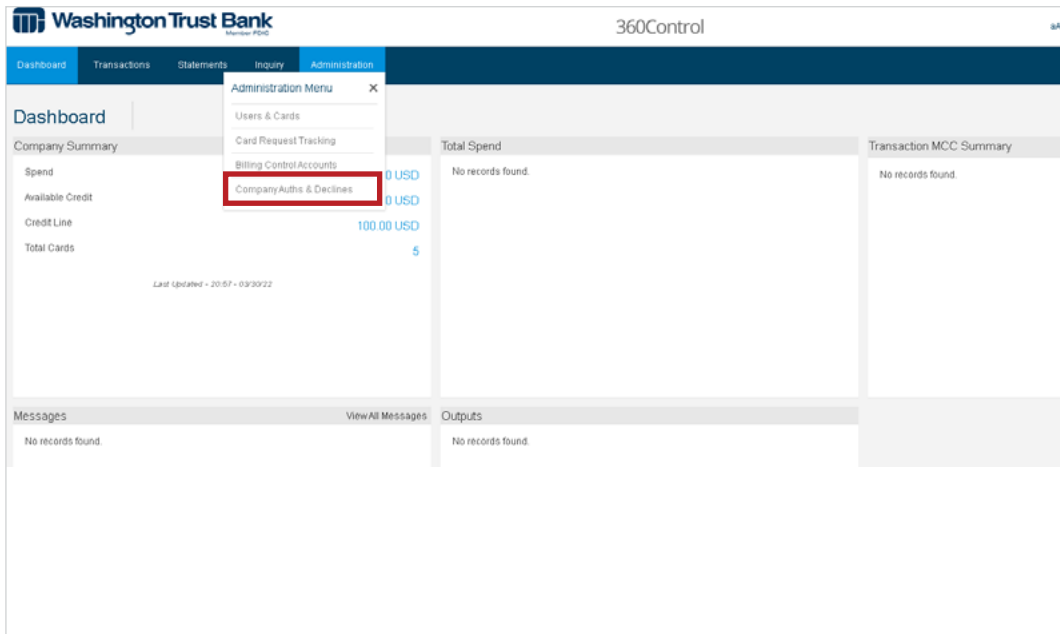 Washington Trust Bank
Member FDIC
360Control
aA
Dashboard Transactions Statements Inquiry Administration
Administration Menu X
Users & Cards
Card Request Tracking
Billing Control Accounts
Company Auths & Declines
Dashboard
Company Summary
Spend 0 USD
Available Credit 0 USD
Credit Line 100.00 USD
Total Cards 5
Last Updated - 20:57 - 03/30/22
Total Spend
No records found.
Transaction MCC Summary
No records found.
Messages View All Messages
No records found.
Outputs
No records found.